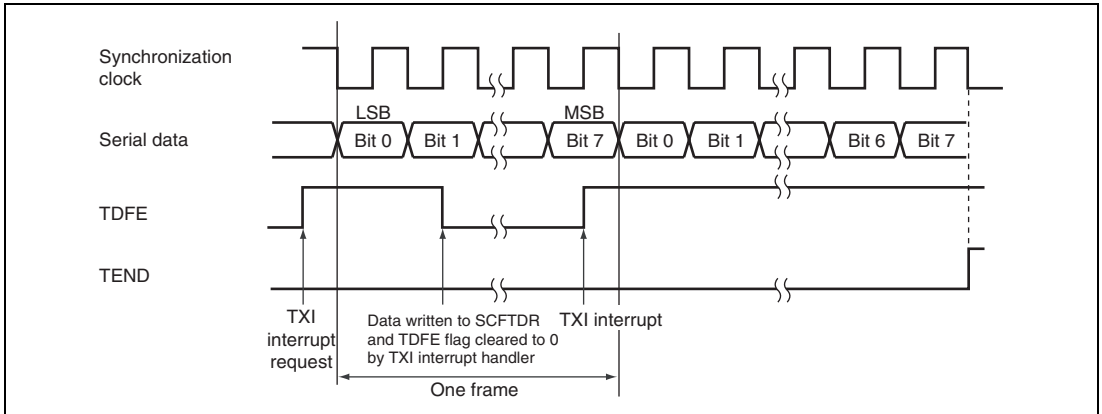 Synchronization
clock
LSB
MSB
Serial data
Bit 0
Bit 1
Bit 7
Bit 0
Bit 1
Bit 6
Bit 7
TDFE
TEND
TXI
interrupt
request
Data written to SCFTDR
and TDFE flag cleared to 0
by TXI interrupt handler
TXI interrupt
One frame